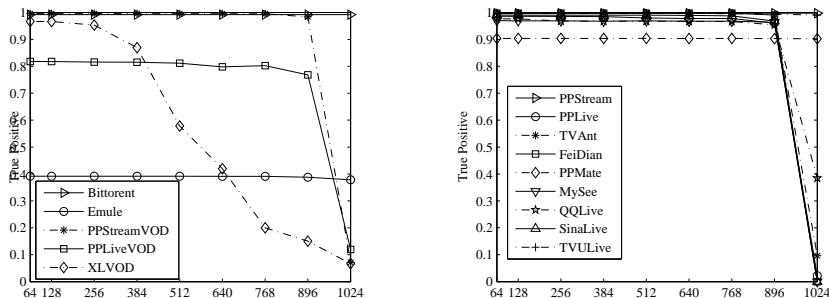 1
0.9
0.8
0.7
0.6
0.5
0.4
0.3
0.2
0.1
0
True Positive
Bittorent
Emule
PPStreamVOD
PPLiveVOD
XLVOD
64 128 256 384 512 640 768 896 1024
1
0.9
0.8
0.7
0.6
0.5
0.4
0.3
0.2
0.1
0
True Positive
PPStream
PPLive
TVAnt
FeiDian
PPMate
MySee
QQLive
SinaLive
TVULive
64 128 256 384 512 640 768 896 1024